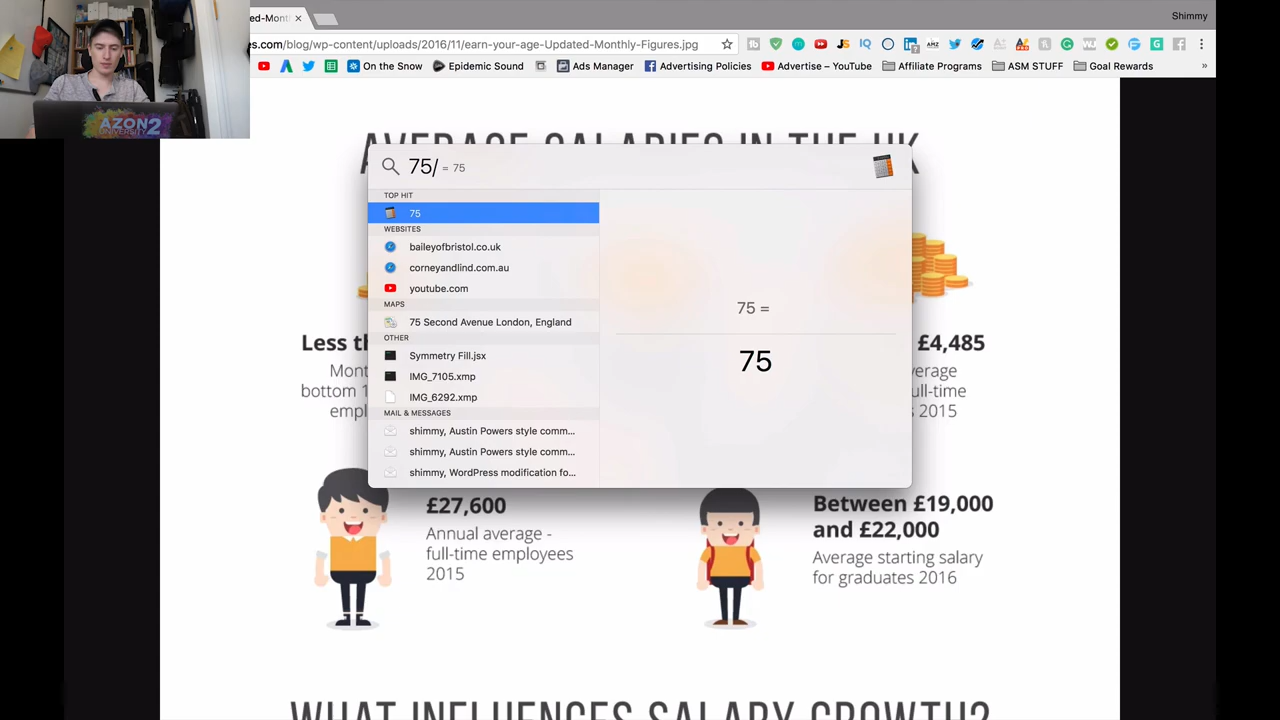 ed-Mont
Shimmy
es.com/blog/wp-content/uploads/2016/11/earn-your-age-Updated-Monthly-Figures.jpg
On the Snow Epidemic Sound Ads Manager Advertising Policies Advertise – YouTube Affiliate Programs ASM STUFF Goal Rewards »
AZON
UNIVERSITY 2
AVERAGE SALARIES IN THE UK
75/ = 75
TOP HIT
75
WEBSITES
baileyofbristol.co.uk
corneyandlind.com.au
youtube.com
MAPS
75 Second Avenue London, England
OTHER
Symmetry Fill.jsx
IMG_7105.xmp
IMG_6292.xmp
MAIL & MESSAGES
shimmy, Austin Powers style comm...
shimmy, Austin Powers style comm...
shimmy, WordPress modification fo...
75 =
75
Less th
Mont
bottom 1
empl
£4,485
verage
ull-time
s 2015
£27,600
Annual average -
full-time employees
2015
Between £19,000
and £22,000
Average starting salary
for graduates 2016
WHAT INFLUENCES SALARY GROWTH?